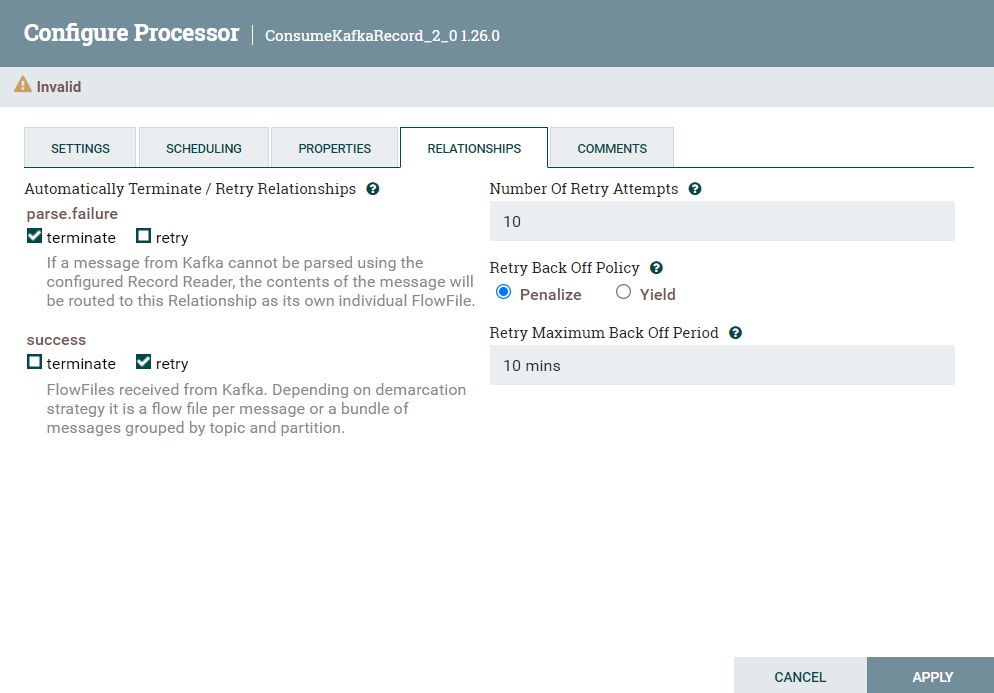 Configure Processor | ConsumeKafkaRecord_2_0 1.26.0
Invalid
SETTINGS
SCHEDULING
PROPERTIES
RELATIONSHIPS
COMMENTS
Automatically Terminate / Retry Relationships
parse.failure
terminate retry
If a message from Kafka cannot be parsed using the
configured Record Reader, the contents of the message will
be routed to this Relationship as its own individual FlowFile.
success
terminate retry
FlowFiles received from Kafka. Depending on demarcation
strategy it is a flow file per message or a bundle of
messages grouped by topic and partition.
Number Of Retry Attempts
10
Retry Back Off Policy
Penalize Yield
Retry Maximum Back Off Period
10 mins
CANCEL
APPLY